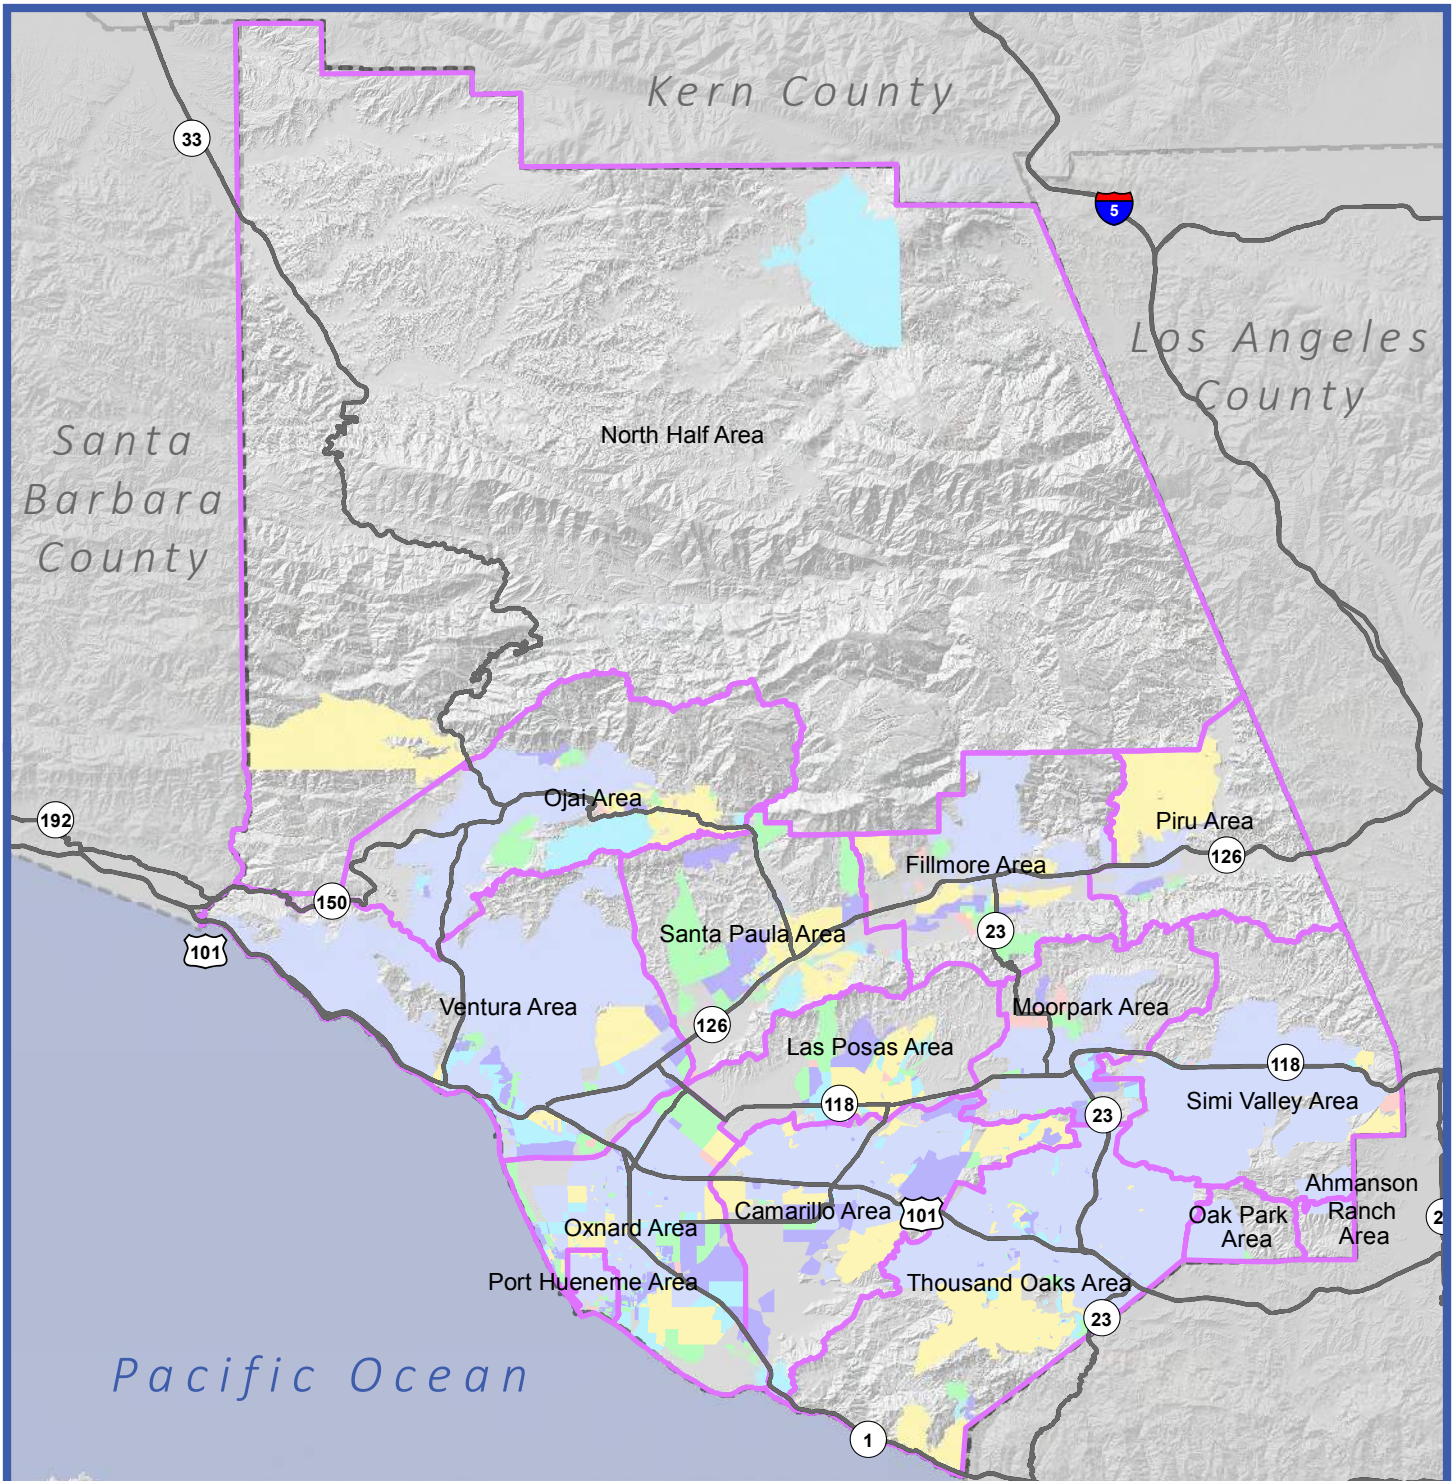 Kern County
33
5
Los Angeles
County
North Half Area
Santa
Barbara
County
Ojai Area
192
Piru Area
126
Fillmore Area
150
23
Santa Paula Area
101
Ventura Area
Moorpark Area
126
Las Posas Area
118
118
Simi Valley Area
23
Ahmanson
Ranch
Area
Oak Park
Area
Camarillo Area
101
Oxnard Area
2
Port Hueneme Area
Thousand Oaks Area
23
Pacific Ocean
1